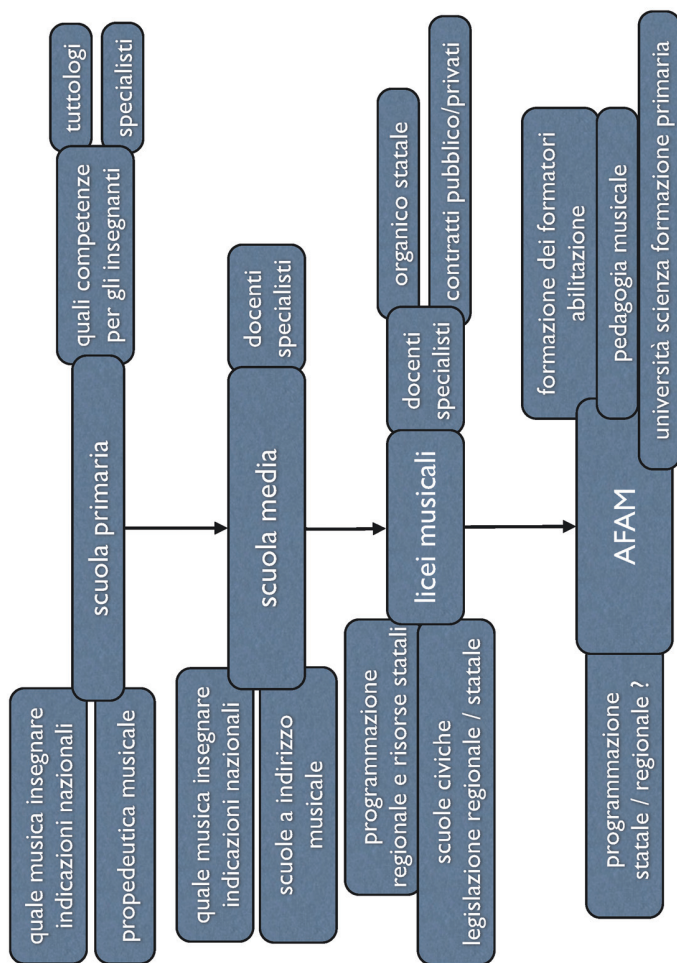 quale musica insegnare
indicazioni nazionali
propedeutica musicale
scuola primaria
quali competenze
per gli insegnanti
tuttologi
specialisti
quale musica insegnare
indicazioni nazionali
scuole a indirizzo
musicale
scuola media
docenti
specialisti
programmazione
regionale e risorse statali
scuole civiche
legislazione regionale / statale
licei musicali
docenti
specialisti
organico statale
contratti pubblico/privati
programmazione
statale / regionale ?
AFAM
formazione dei formatori
abilitazione
pedagogia musicale
università scienza formazione primaria